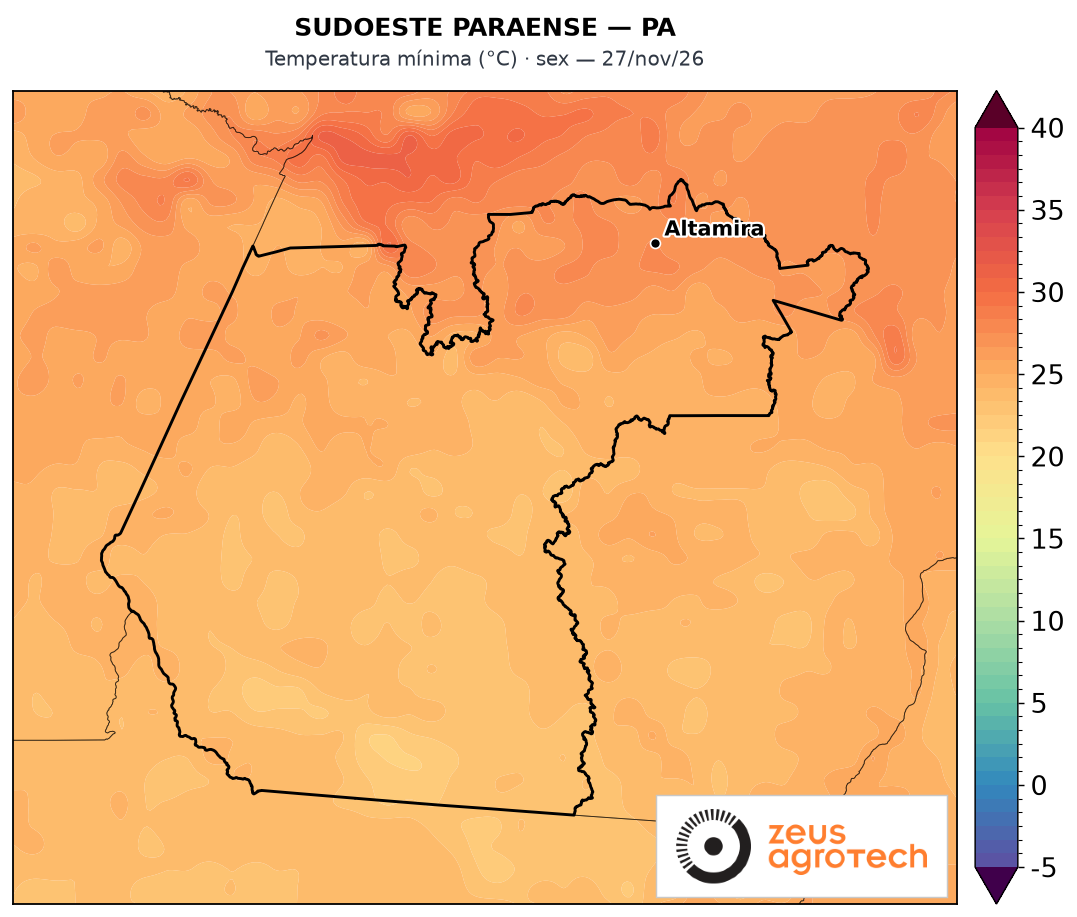 SUDOESTE PARAENSE — PA
Temperatura mínima (°C) · sex — 27/nov/26
Altamira
40
35
30
25
20
15
10
5
0
-5
zeus
agrotech